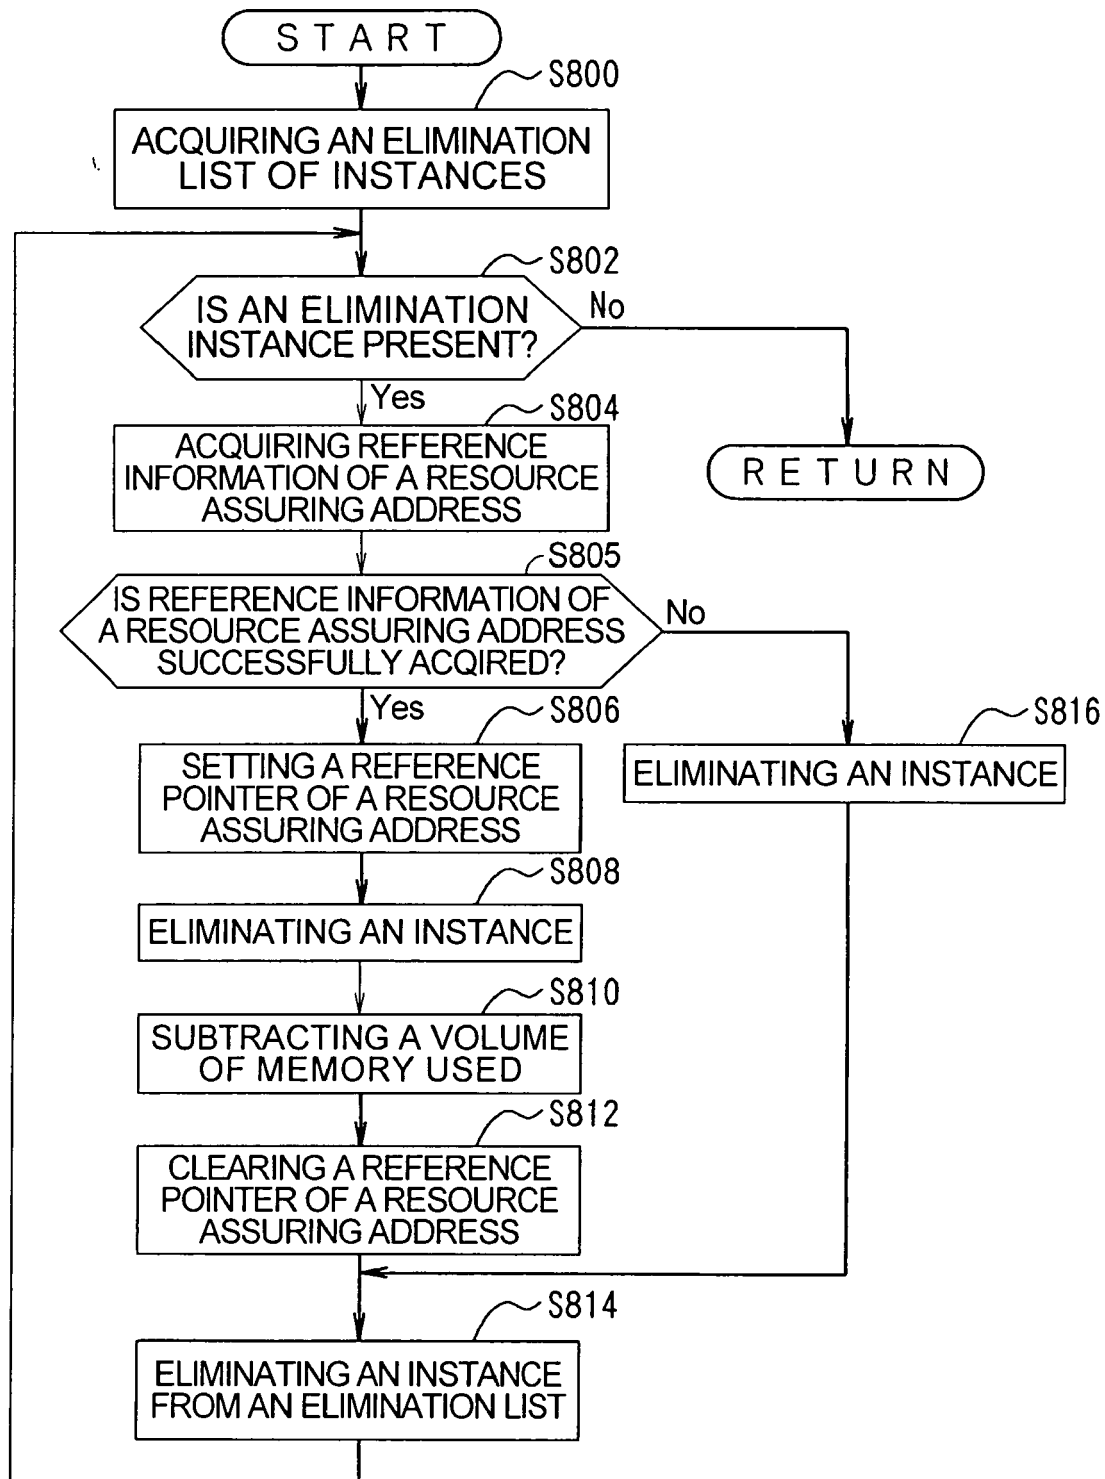 START
S800
ACQUIRING AN ELIMINATION
LIST OF INSTANCES
S802
IS AN ELIMINATION
INSTANCE PRESENT?
No
Yes
S804
ACQUIRING REFERENCE
INFORMATION OF A RESOURCE
ASSURING ADDRESS
RETURN
S805
IS REFERENCE INFORMATION OF
A RESOURCE ASSURING ADDRESS
SUCCESSFULLY ACQIRED?
No
Yes
S806
SETTING A REFERENCE
POINTER OF A RESOURCE
ASSURING ADDRESS
S816
ELIMINATING AN INSTANCE
S808
ELIMINATING AN INSTANCE
S810
SUBTRACTING A VOLUME
OF MEMORY USED
S812
CLEARING A REFERENCE
POINTER OF A RESOURCE
ASSURING ADDRESS
S814
ELIMINATING AN INSTANCE
FROM AN ELIMINATION LIST